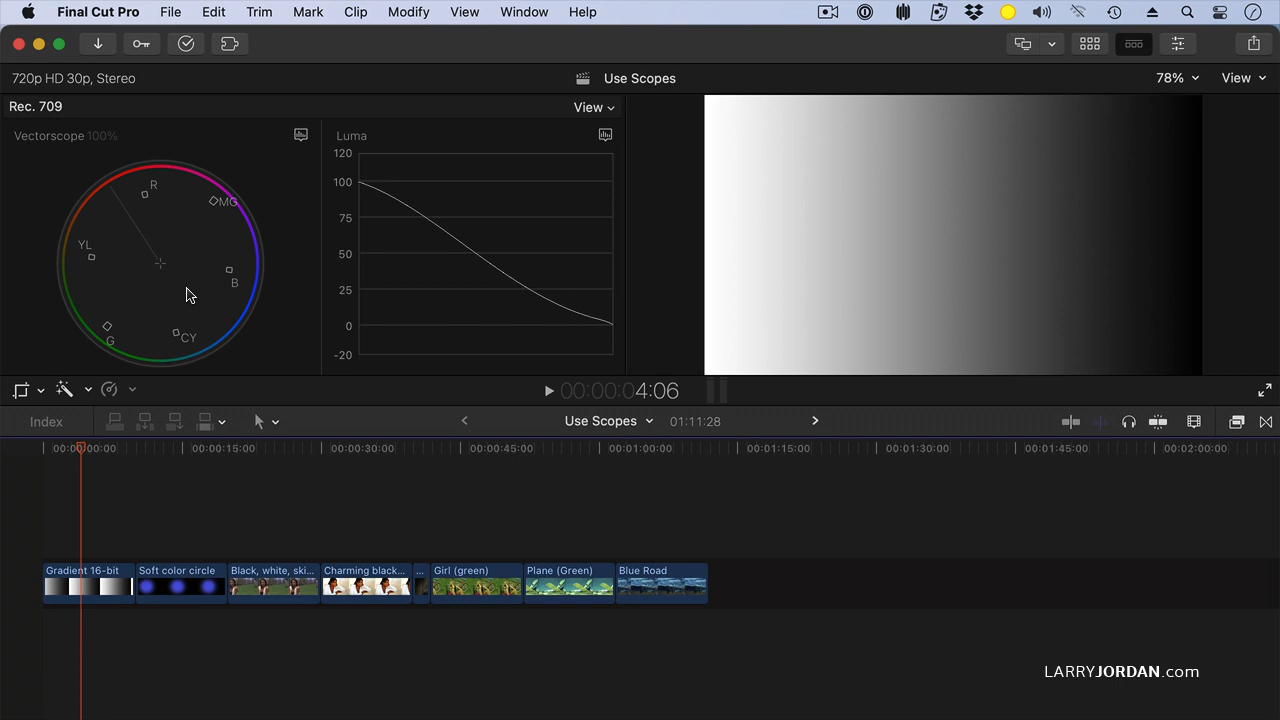 Final Cut Pro File Edit Trim Mark Clip Modify View Window Help
720p HD 30p, Stereo Use Scopes 78% View
Rec. 709 View
Vectorscope 100% Luma
R
MG
YL
B
CY
G
120
100
75
50
25
0
-20
00:00:04:06
Index Use Scopes 01:11:28
00:00:00:00 00:00:15:00 00:00:30:00 00:00:45:00 00:01:00:00 00:01:15:00 00:01:30:00 00:01:45:00 00:02:00:00
Gradient 16-bit Soft color circle Black, white, ski... Charming black... ... Girl (green) Plane (Green) Blue Road
LARRYJORDAN.com